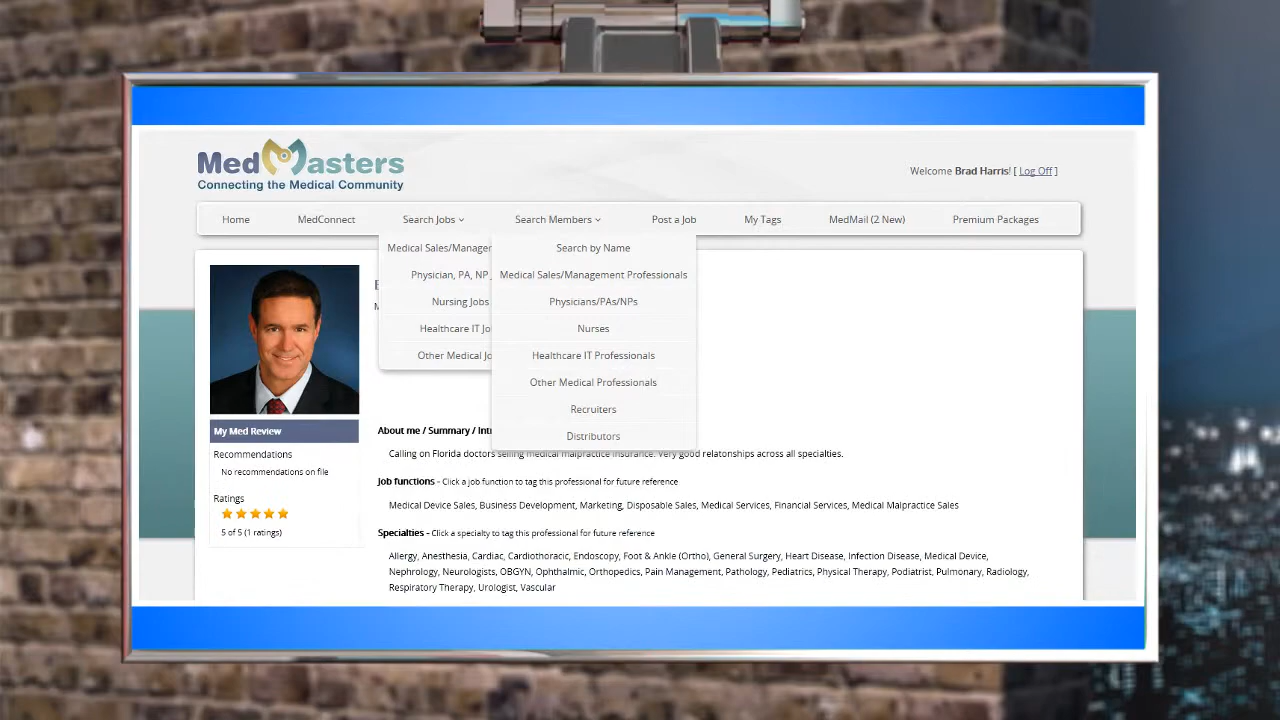 Med Masters
Connecting the Medical Community
Welcome Brad Harris! [ Log Off ]
Home MedConnect Search Jobs Search Members Post a Job My Tags MedMail (2 New) Premium Packages
Medical Sales/Manager
Physician, PA, NP
Nursing Jobs
Healthcare IT Jo
Other Medical Jo
Search by Name
Medical Sales/Management Professionals
Physicians/PAs/NPs
Nurses
Healthcare IT Professionals
Other Medical Professionals
Recruiters
Distributors
My Med Review
Recommendations
No recommendations on file
Ratings
5 of 5 (1 ratings)
About me / Summary / Int
Calling on Florida doctors selling medical malpractice insurance. Very good relatonships across all specialties.
Job functions - Click a job function to tag this professional for future reference
Medical Device Sales, Business Development, Marketing, Disposable Sales, Medical Services, Financial Services, Medical Malpractice Sales
Specialties - Click a specialty to tag this professional for future reference
Allergy, Anesthesia, Cardiac, Cardiothoracic, Endoscopy, Foot & Ankle (Ortho), General Surgery, Heart Disease, Infection Disease, Medical Device,
Nephrology, Neurologists, OBGYN, Ophthalmic, Orthopedics, Pain Management, Pathology, Pediatrics, Physical Therapy, Podiatrist, Pulmonary, Radiology,
Respiratory Therapy, Urologist, Vascular